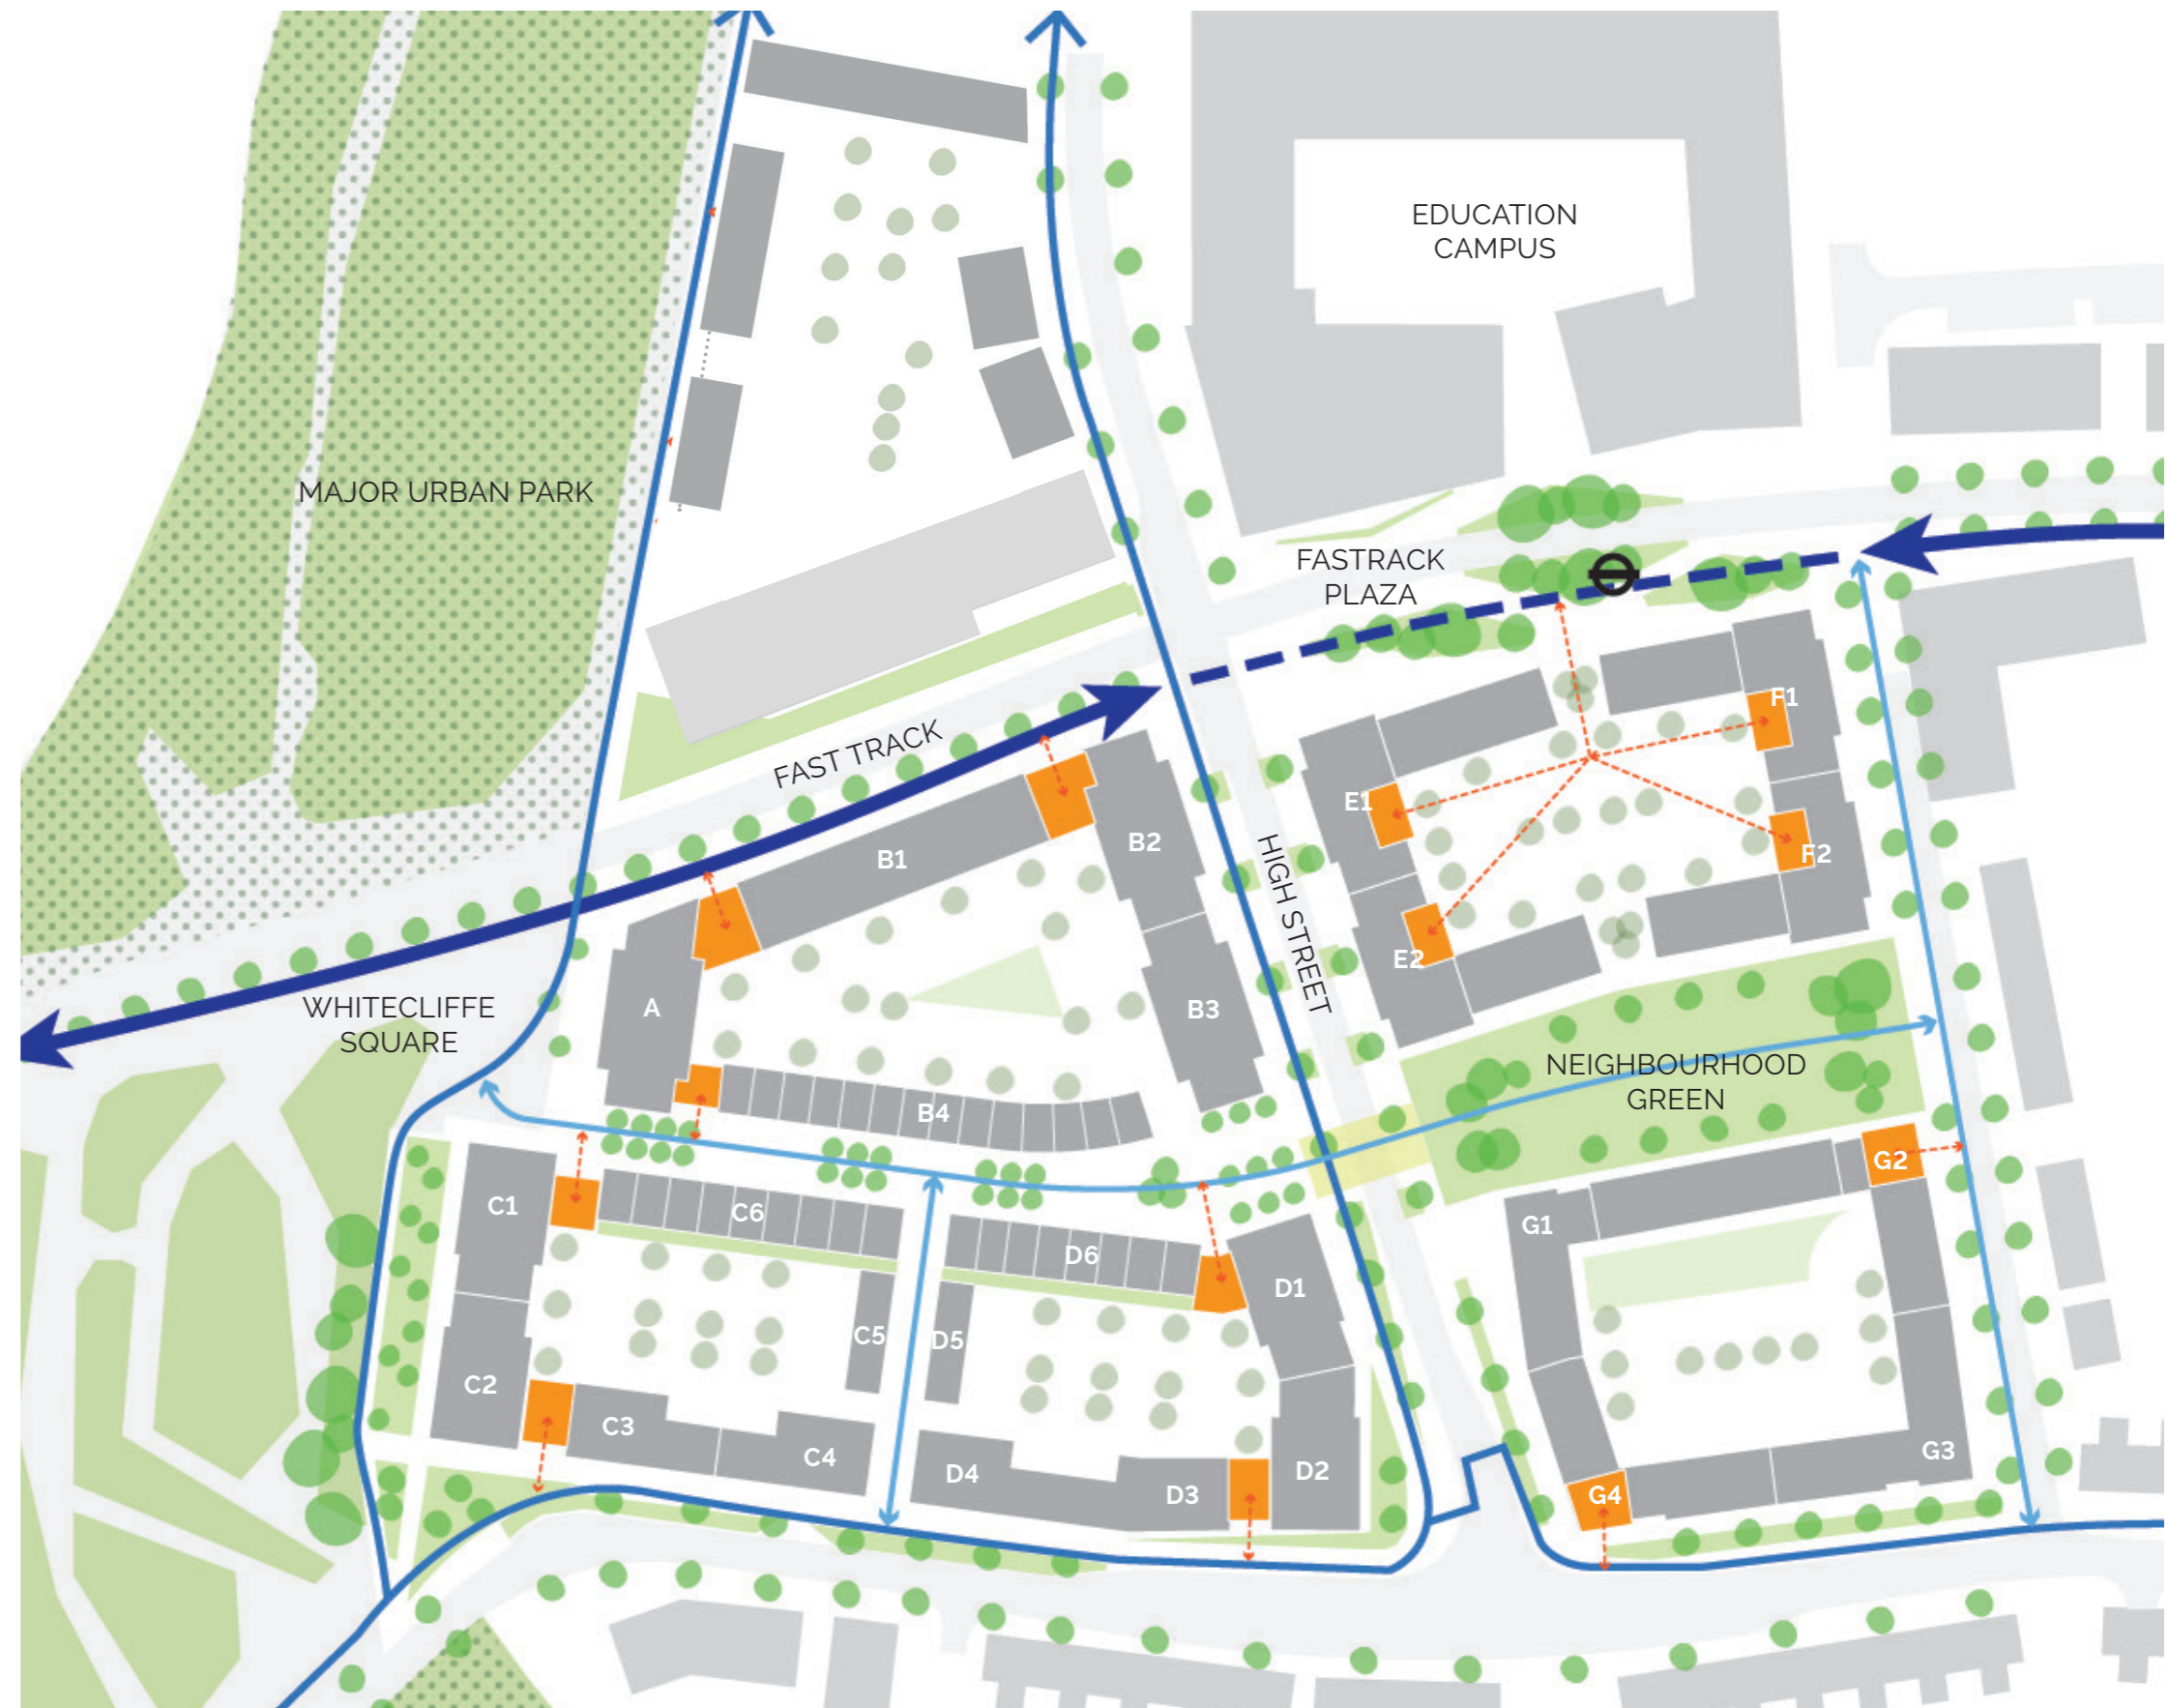 EDUCATION
CAMPUS
MAJOR URBAN PARK
FASTRACK
PLAZA
F1
FAST TRACK
E1
B2
B1
F2
HIGH STREET
E2
WHITECLIFFE
SQUARE
A
B3
NEIGHBOURHOOD
GREEN
B4
G2
C1
C6
G1
D6
D1
C5
D5
C2
C3
C4
D4
D3
D2
G3
G4